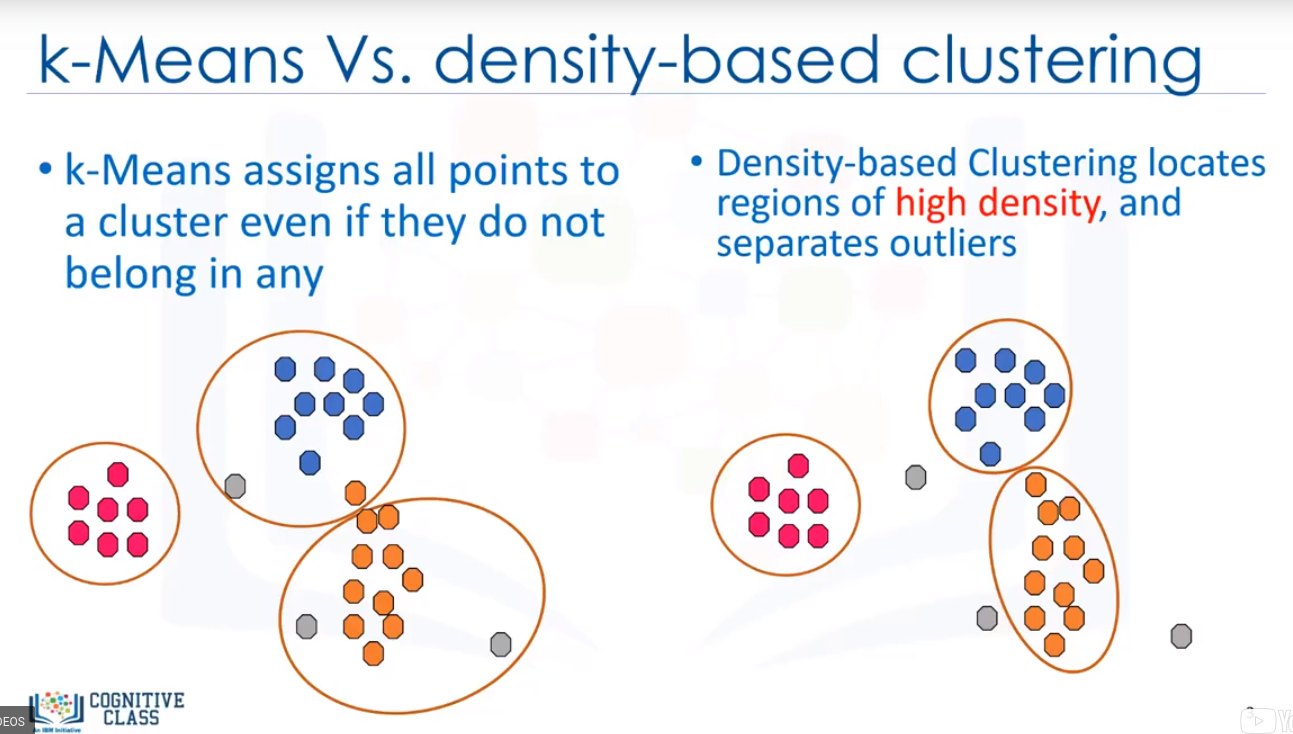 k-Means Vs. density-based clustering
• k-Means assigns all points to
a cluster even if they do not
belong in any
• Density-based Clustering locates
regions of high density, and
separates outliers
COGNITIVE
CLASS
An IBM Initiative
DEOS